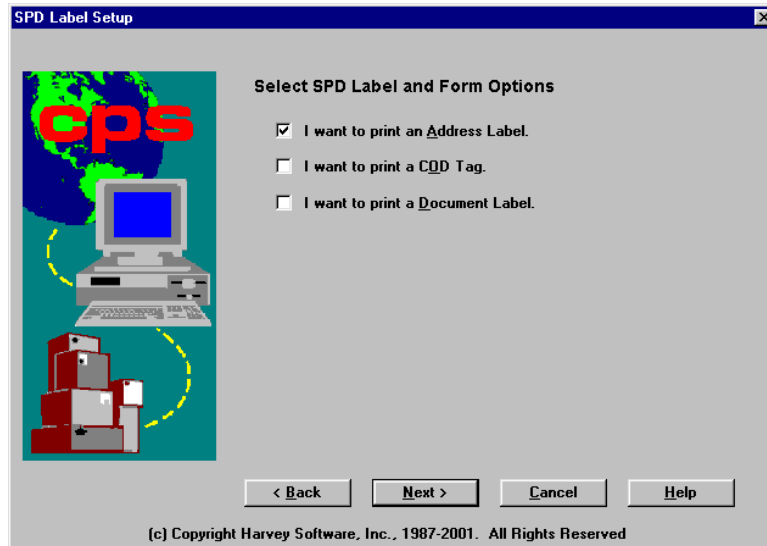 SPD Label Setup
cps
Select SPD Label and Form Options
I want to print an Address Label.
I want to print a COD Tag.
I want to print a Document Label.
< Back Next > Cancel Help
(c) Copyright Harvey Software, Inc., 1987-2001. All Rights Reserved